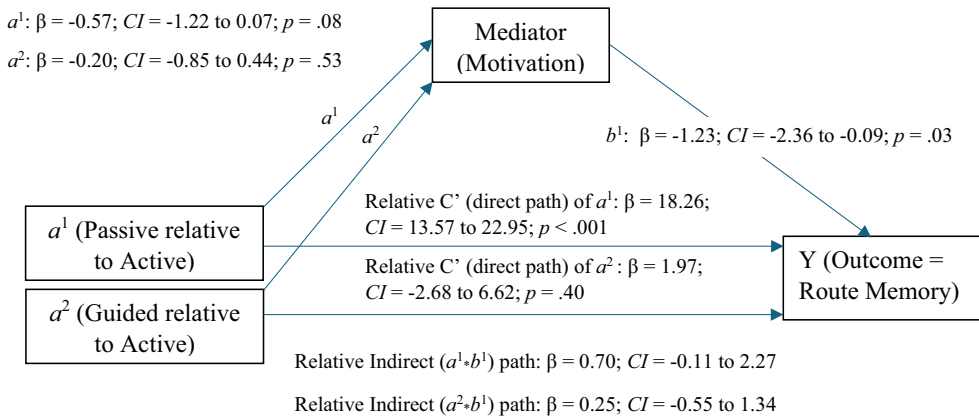 a¹: β = -0.57; CI = -1.22 to 0.07; p = .08
a²: β = -0.20; CI = -0.85 to 0.44; p = .53
Mediator
(Motivation)
a¹
a²
b¹: β = -1.23; CI = -2.36 to -0.09; p = .03
Relative C' (direct path) of a¹: β = 18.26;
CI = 13.57 to 22.95; p < .001
a¹ (Passive relative
to Active)
Relative C' (direct path) of a² : β = 1.97;
CI = -2.68 to 6.62; p = .40
Y (Outcome =
Route Memory)
a² (Guided relative
to Active)
Relative Indirect (a¹*b¹) path: β = 0.70; CI = -0.11 to 2.27
Relative Indirect (a²*b¹) path: β = 0.25; CI = -0.55 to 1.34